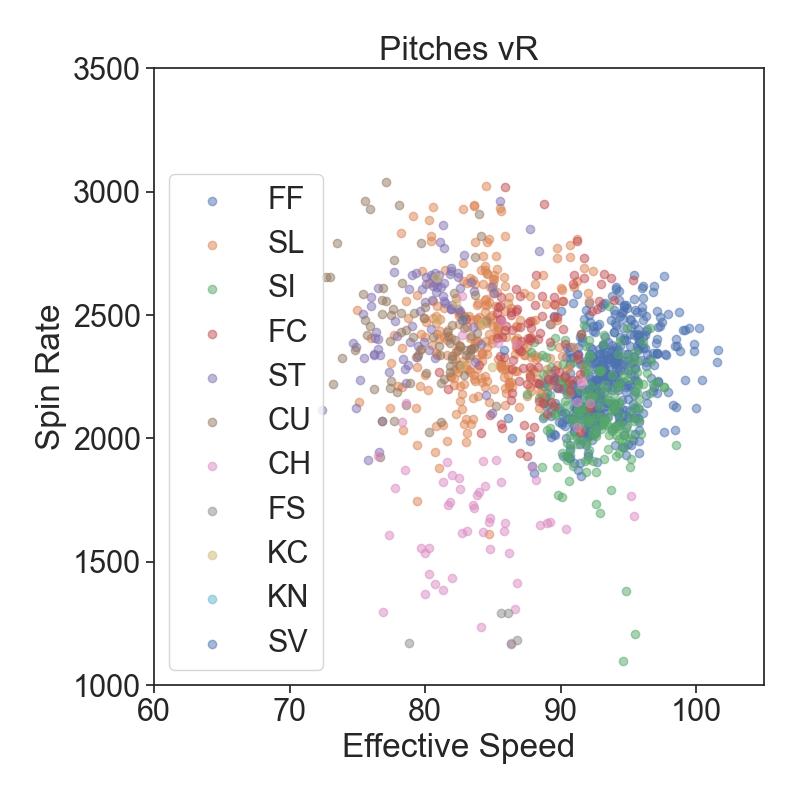 Pitches vR
3500
3000
2500
2000
1500
1000
Spin Rate
FF
SL
SI
FC
ST
CU
CH
FS
KC
KN
SV
60 70 80 90 100
Effective Speed